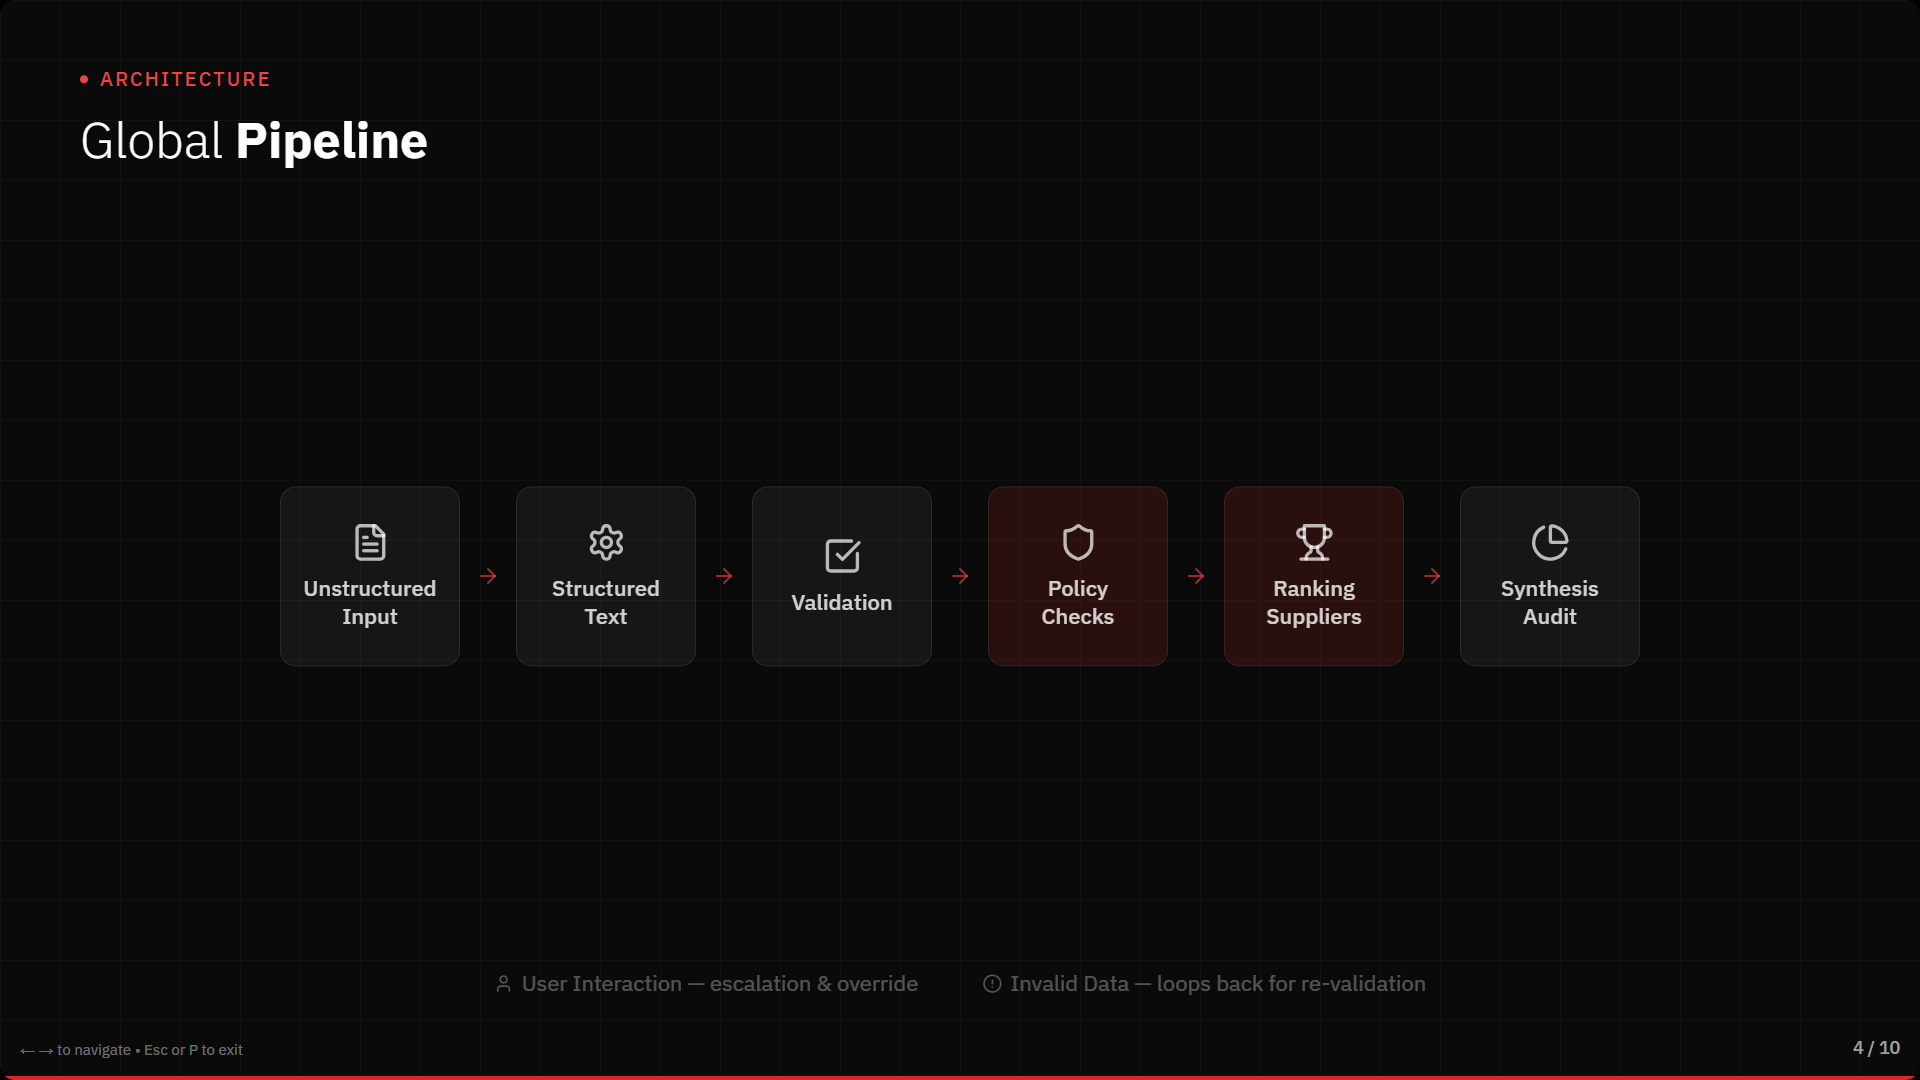 ARCHITECTURE
Global Pipeline
Unstructured
Input
Structured
Text
Validation
Policy
Checks
Ranking
Suppliers
Synthesis
Audit
User Interaction — escalation & override
Invalid Data — loops back for re-validation
←→ to navigate • Esc or P to exit
4 / 10